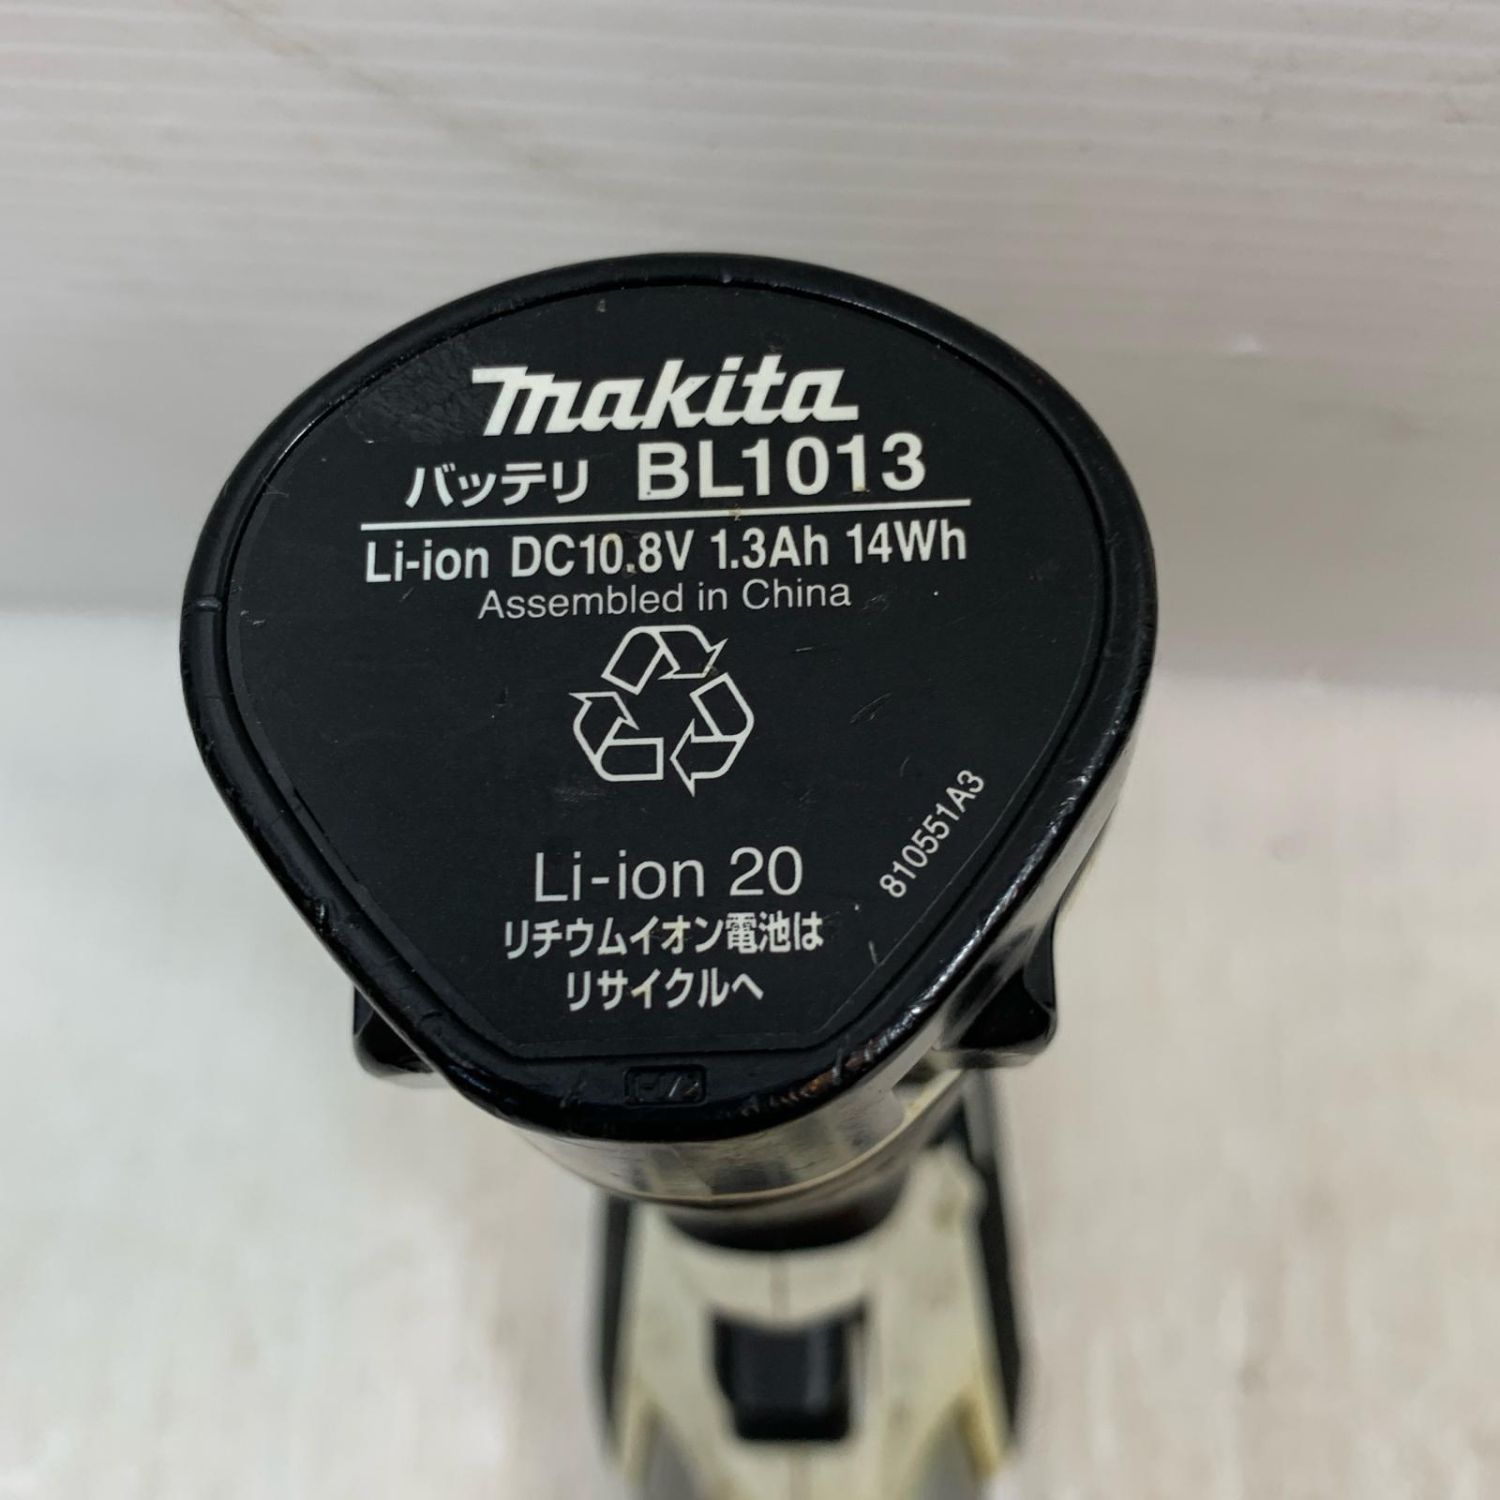 makita
バッテリ BL1013
Li-ion DC10.8V 1.3Ah 14Wh
Assembled in China
810551A3
Li-ion 20
リチウムイオン電池は
リサイクルへ